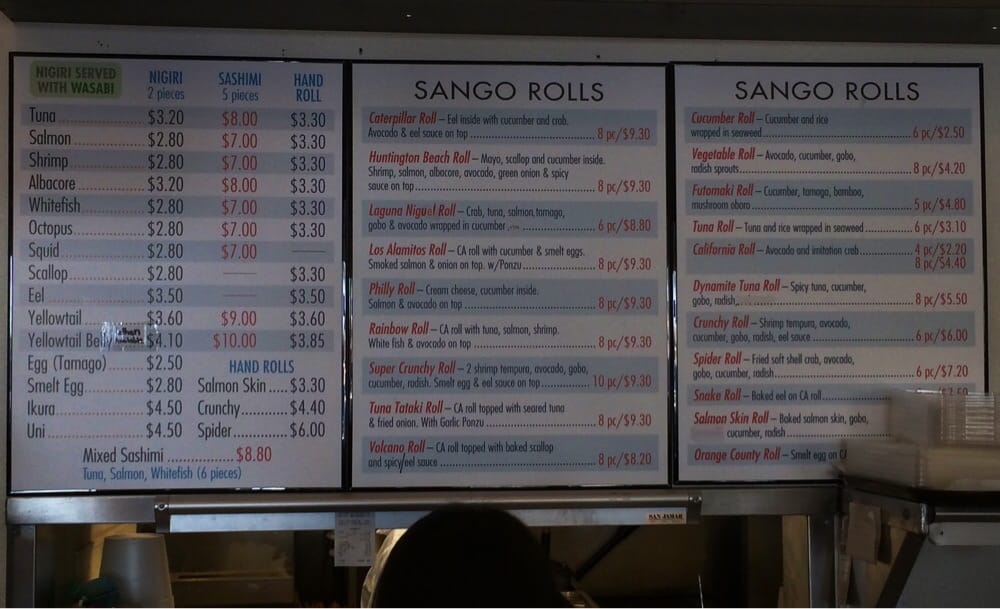 NIGIRI SERVED
WITH WASABI
NIGIRI
2 pieces
SASHIMI
5 pieces
HAND
ROLL
Tuna $3.20 $8.00 $3.30
Salmon $2.80 $7.00 $3.30
Shrimp $2.80 $7.00 $3.30
Albacore $3.20 $8.00 $3.30
Whitefish $2.80 $7.00 $3.30
Octopus $2.80 $7.00 $3.30
Squid $2.80 $7.00
Scallop $2.80 $3.30
Eel $3.50 $3.50
Yellowtail $3.60 $9.00 $3.60
Yellowtail Belly $4.10 $10.00 $3.85
Egg (Tamago) $2.50
Smelt Egg $2.80
Ikura $4.50
Uni $4.50
HAND ROLLS
Salmon Skin .... $3.30
Crunchy......... $4.40
Spider............ $6.00
Mixed Sashimi ................ $8.80
Tuna, Salmon, Whitefish (6 pieces)
SANGO ROLLS
Caterpillar Roll – Eel inside with cucumber and crab.
Avocado & eel sauce on top ........ 8 pc/$9.30
Huntington Beach Roll – Mayo, scallop and cucumber inside.
Shrimp, salmon, albacore, avocado, green onion & spicy
sauce on top ........ 8 pc/$9.30
Laguna Niguel Roll – Crab, tuna, salmon, tamago,
gobo & avocado wrapped in cucumber .... 6 pc/$8.80
Los Alamitos Roll – CA roll with cucumber & smelt eggs.
Smoked salmon & onion on top. w/Ponzu ........ 8 pc/$9.30
Philly Roll – Cream cheese, cucumber inside.
Salmon & avocado on top ........ 8 pc/$9.30
Rainbow Roll – CA roll with tuna, salmon, shrimp.
White fish & avocado on top ........ 8 pc/$9.30
Super Crunchy Roll – 2 shrimp tempura, avocado, gobo,
cucumber, radish. Smelt egg & eel sauce on top........ 10 pc/$9.30
Tuna Tataki Roll – CA roll topped with seared tuna
& fried onion. With Garlic Ponzu ........ 8 pc/$9.30
Volcano Roll – CA roll topped with baked scallop
and spicy/eel sauce ........ 8 pc/$8.20
SANGO ROLLS
Cucumber Roll – Cucumber and rice
wrapped in seaweed........ 6 pc/$2.50
Vegetable Roll – Avocado, cucumber, gobo,
radish sprouts........ 8 pc/$4.20
Futomaki Roll – Cucumber, tamago, bamboo,
mushroom oboro ........ 5 pc/$4.80
Tuna Roll – Tuna and rice wrapped in seaweed ........ 6 pc/$3.10
California Roll – Avocado and imitation crab........ 4 pc/$2.20
8 pc/$4.40
Dynamite Tuna Roll – Spicy tuna, cucumber,
gobo, radish........ 8 pc/$5.50
Crunchy Roll – Shrimp tempura, avocado,
cucumber, gobo, radish, eel sauce ........ 6 pc/$6.00
Spider Roll – Fried soft shell crab, avocado,
gobo, cucumber, radish........ 6 pc/$7.20
Snake Roll – Baked eel on CA roll........
Salmon Skin Roll – Baked salmon skin, gobo,
cucumber, radish ........
Orange County Roll – Smelt egg on
SAN JAMAR